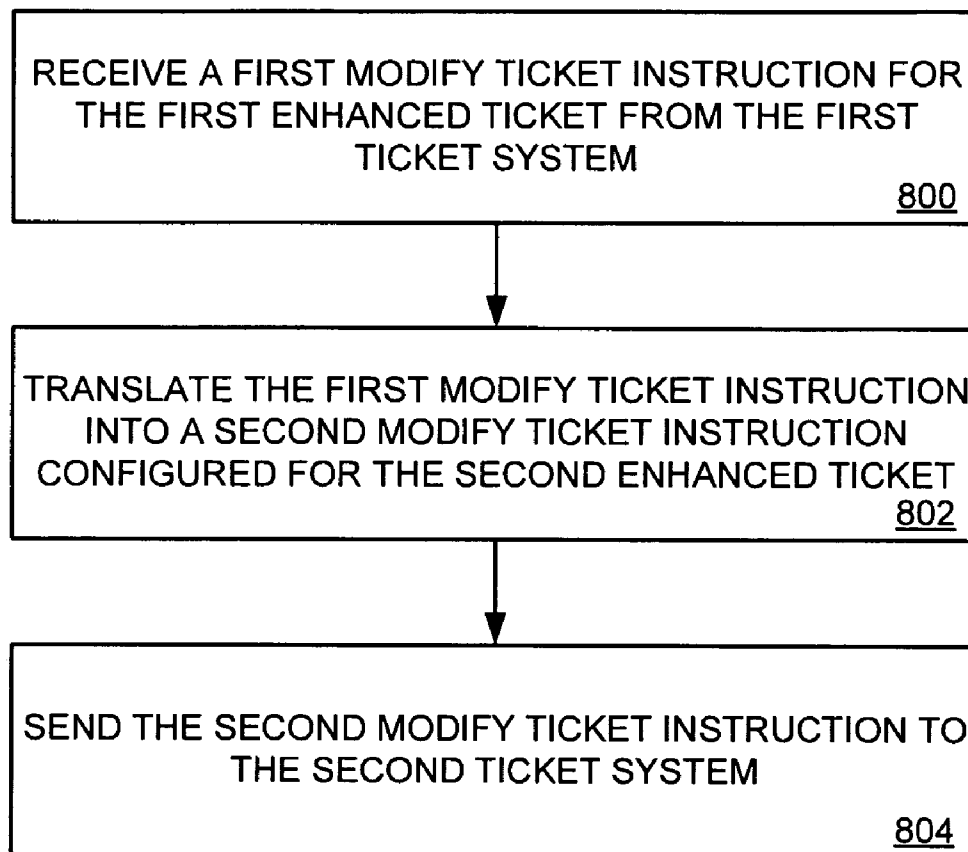 RECEIVE A FIRST MODIFY TICKET INSTRUCTION FOR
THE FIRST ENHANCED TICKET FROM THE FIRST
TICKET SYSTEM
800
TRANSLATE THE FIRST MODIFY TICKET INSTRUCTION
INTO A SECOND MODIFY TICKET INSTRUCTION
CONFIGURED FOR THE SECOND ENHANCED TICKET
802
SEND THE SECOND MODIFY TICKET INSTRUCTION TO
THE SECOND TICKET SYSTEM
804